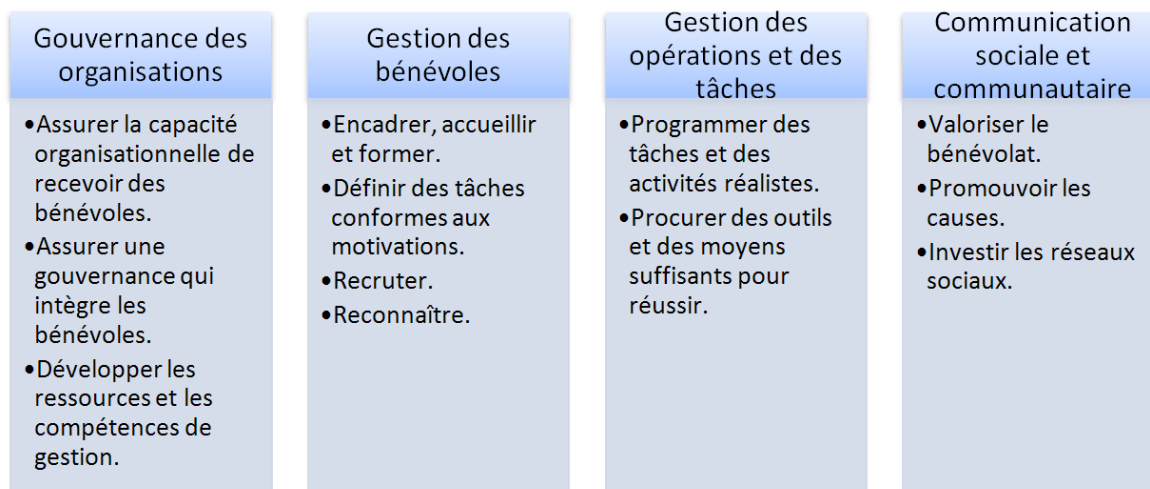 Gouvernance des
organisations
•Assurer la capacité
organisationnelle de
recevoir des
bénévoles.
•Assurer une
gouvernance qui
intègre les
bénévoles.
•Développer les
ressources et les
compétences de
gestion.
Gestion des
bénévoles
•Encadrer, accueillir
et former.
•Définir des tâches
conformes aux
motivations.
•Recruter.
•Reconnaître.
Gestion des
opérations et des
tâches
•Programmer des
tâches et des
activités réalistes.
•Procurer des outils
et des moyens
suffisants pour
réussir.
Communication
sociale et
communautaire
•Valoriser le
bénévolat.
•Promouvoir les
causes.
•Investir les réseaux
sociaux.